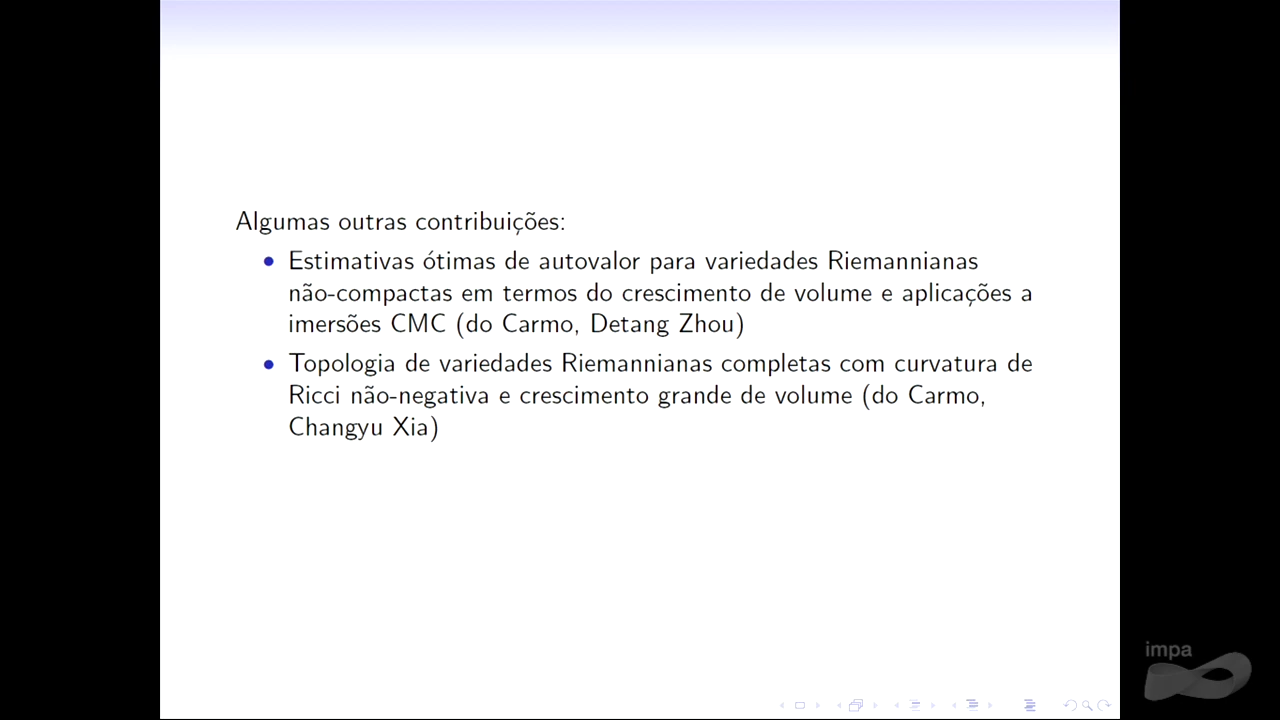 Algumas outras contribuições:
• Estimativas ótimas de autovalor para variedades Riemannianas
não-compactas em termos do crescimento de volume e aplicações a
imersões CMC (do Carmo, Detang Zhou)
• Topologia de variedades Riemannianas completas com curvatura de
Ricci não-negativa e crescimento grande de volume (do Carmo,
Changyu Xia)
impa